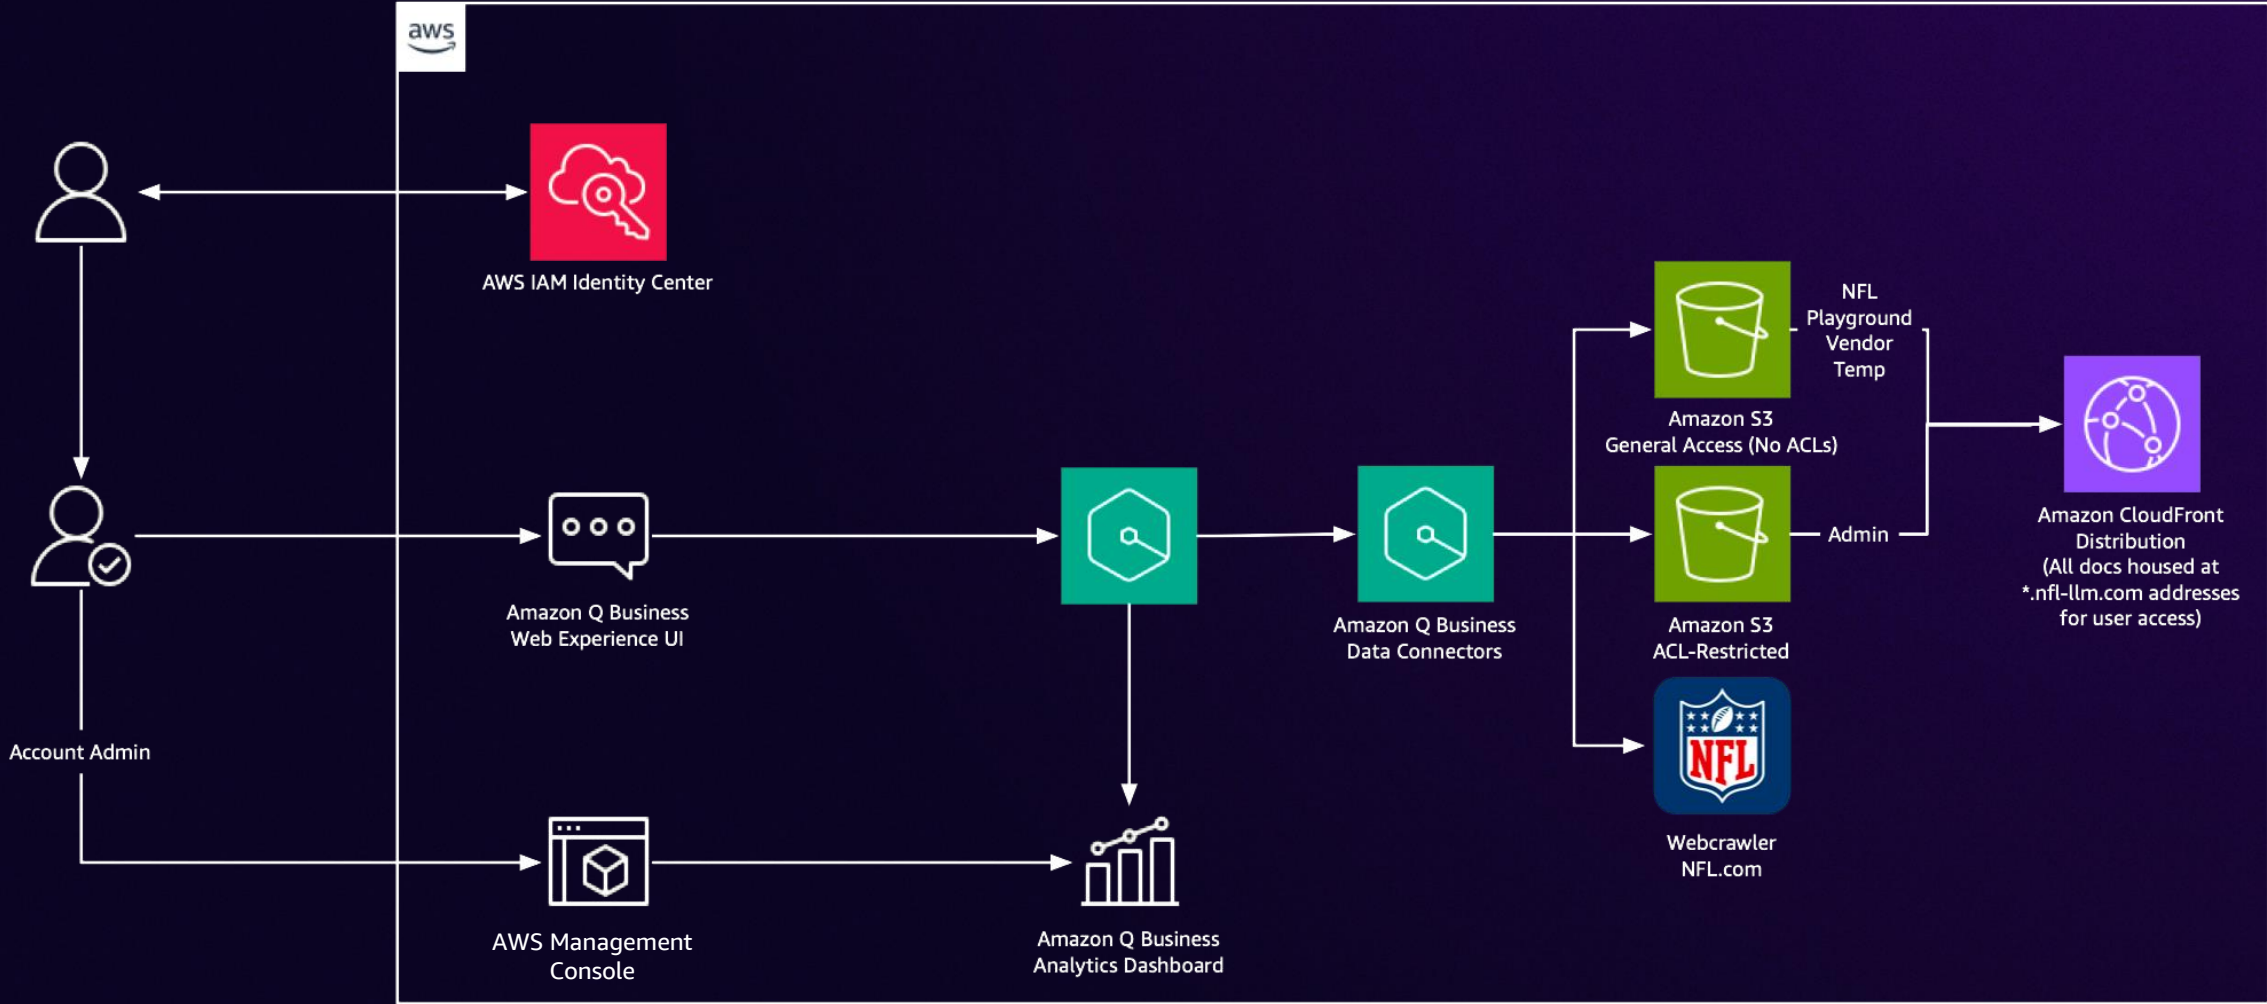 aws
AWS IAM Identity Center
NFL
Playground
Vendor
Temp
Amazon S3
General Access (No ACLs)
Admin
Amazon CloudFront
Distribution
(All docs housed at
*.nfl-llm.com addresses
for user access)
Amazon Q Business
Web Experience UI
Amazon Q Business
Data Connectors
Amazon S3
ACL-Restricted
NFL
Account Admin
Webcrawler
NFL.com
AWS Management
Console
Amazon Q Business
Analytics Dashboard